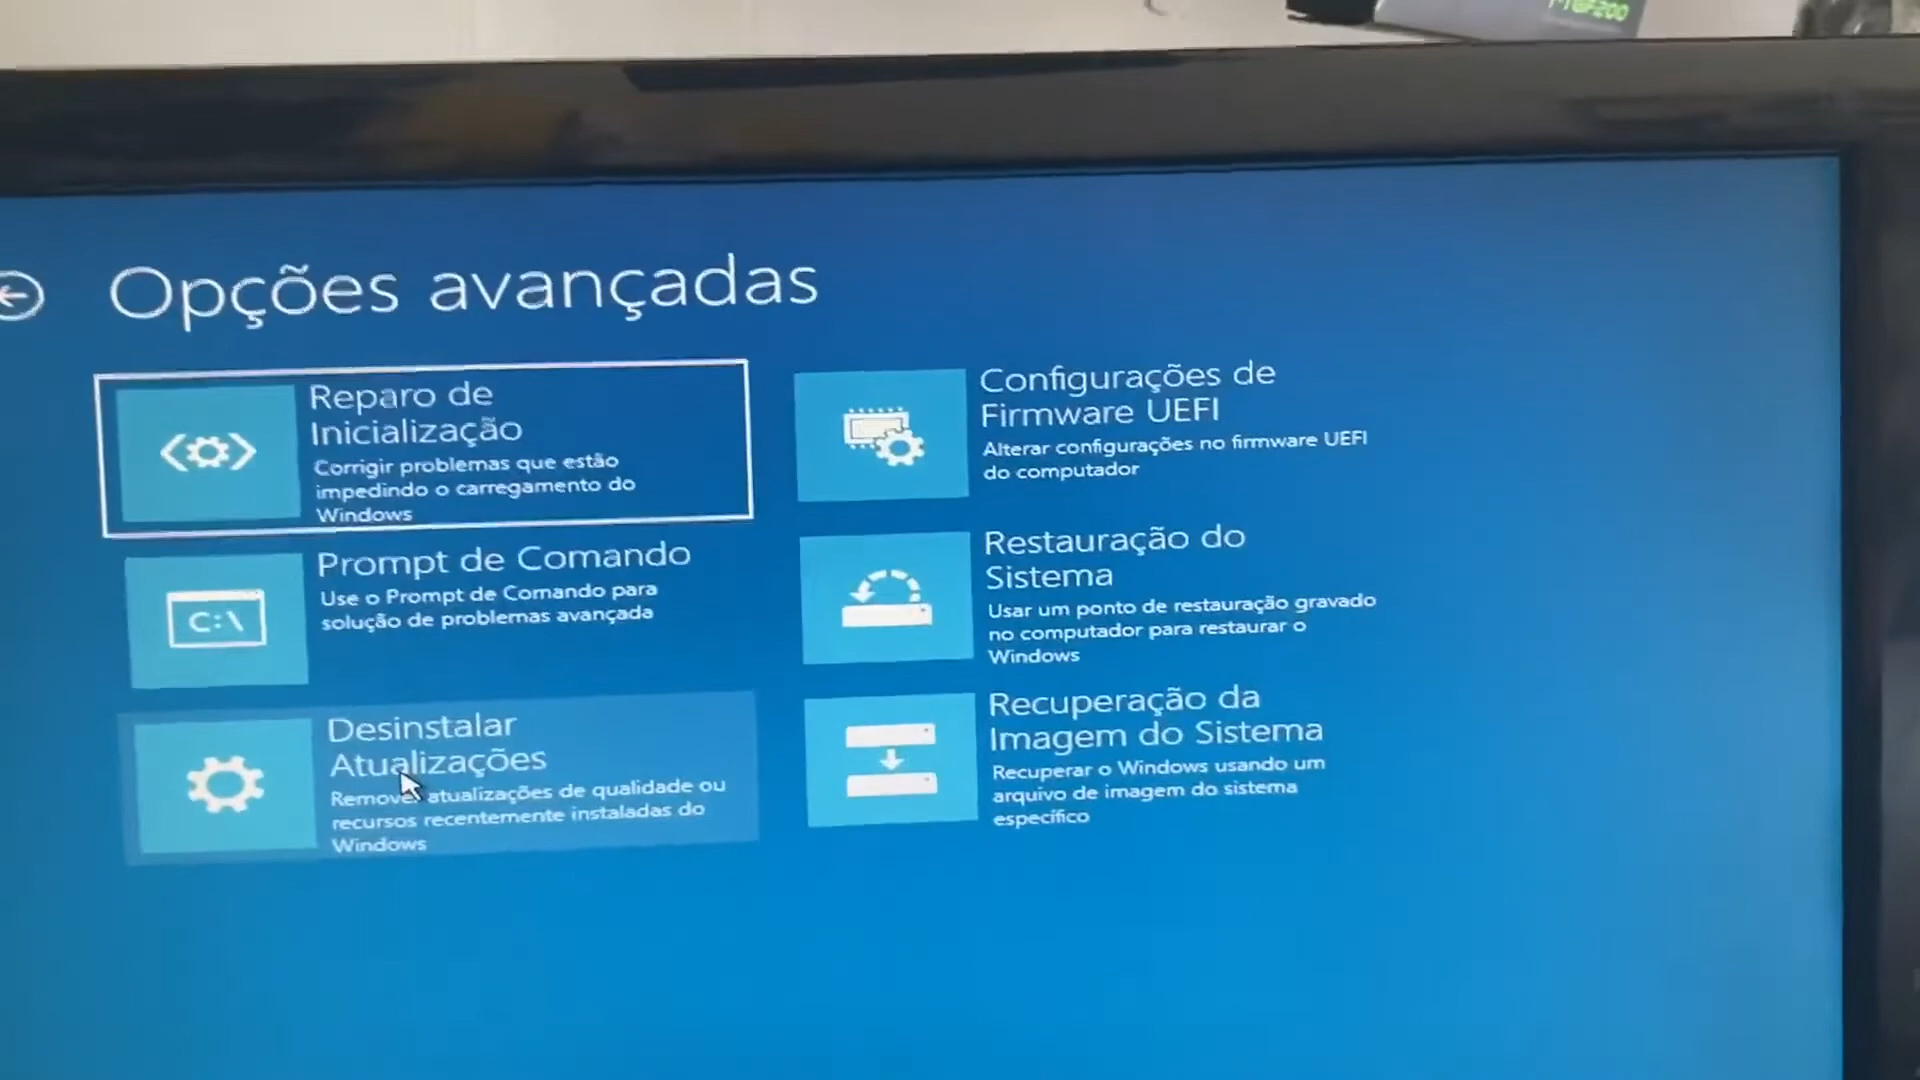 Opções avançadas
Reparo de
Inicialização
Corrigir problemas que estão
impedindo o carregamento do
Windows
Prompt de Comando
Use o Prompt de Comando para
solução de problemas avançada
C:\
Desinstalar
Atualizações
Remover atualizações de qualidade ou
recursos recentemente instaladas do
Windows
Configurações de
Firmware UEFI
Alterar configurações no firmware UEFI
do computador
Restauração do
Sistema
Usar um ponto de restauração gravado
no computador para restaurar o
Windows
Recuperação da
Imagem do Sistema
Recuperar o Windows usando um
arquivo de imagem do sistema
específico